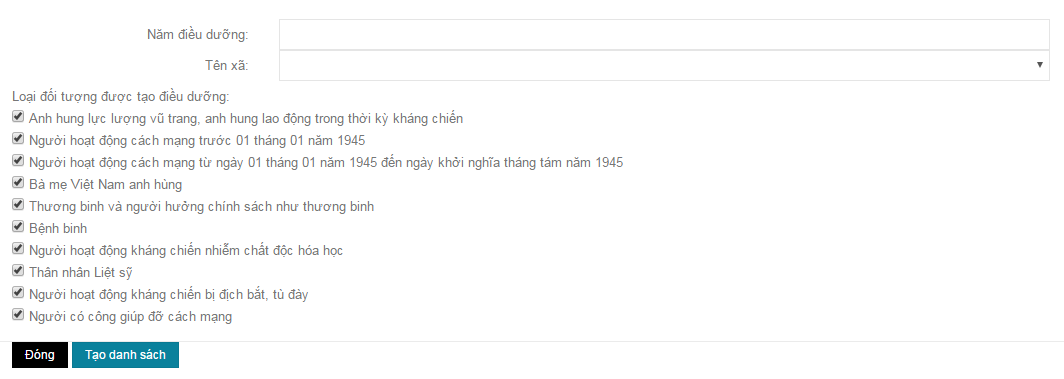 Năm điều dưỡng:
Tên xã:
Loại đối tượng được tạo điều dưỡng:
Anh hung lực lượng vũ trang, anh hung lao động trong thời kỳ kháng chiến
Người hoạt động cách mạng trước 01 tháng 01 năm 1945
Người hoạt động cách mạng từ ngày 01 tháng 01 năm 1945 đến ngày khởi nghĩa tháng tám năm 1945
Bà mẹ Việt Nam anh hùng
Thương binh và người hưởng chính sách như thương binh
Bệnh binh
Người hoạt động kháng chiến nhiễm chất độc hóa học
Thân nhân Liệt sỹ
Người hoạt động kháng chiến bị địch bắt, tù đày
Người có công giúp đỡ cách mạng
Đóng Tạo danh sách